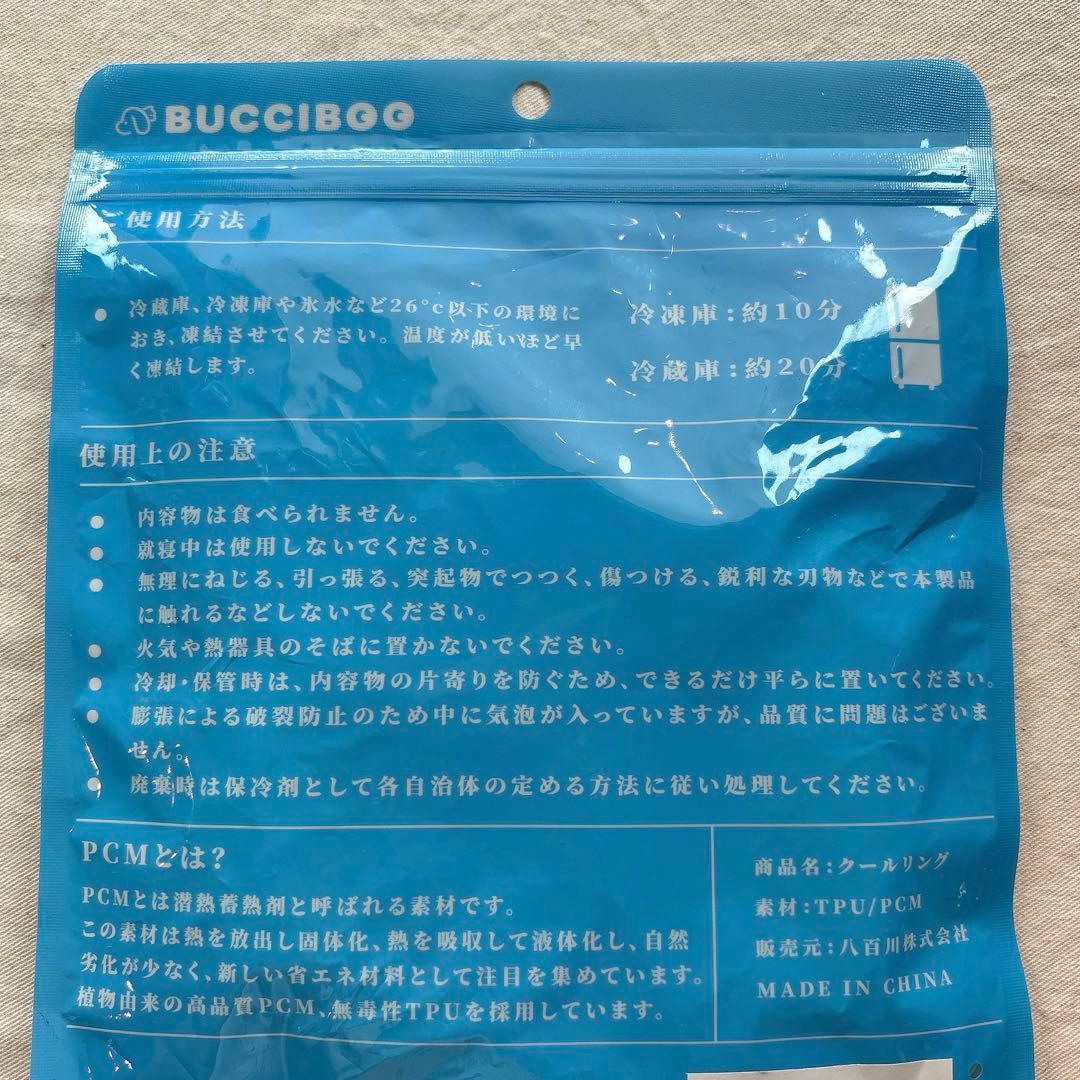 BUCCIBOO
ご使用方法
● 冷蔵庫、冷凍庫や氷水など26°c以下の環境に
おき、凍結させてください。温度が低いほど早
く凍結します。
冷凍庫：約10分
冷蔵庫：約20分
使用上の注意
● 内容物は食べられません。
● 就寝中は使用しないでください。
● 無理にねじる、引っ張る、突起物でつつく、傷つける、鋭利な刃物などで本製品
に触れるなどしないでください。
● 火気や熱器具のそばに置かないでください。
● 冷却・保管時は、内容物の片寄りを防ぐため、できるだけ平らに置いてください。
● 膨張による破裂防止のため中に気泡が入っていますが、品質に問題はございま
せん。
● 廃棄時は保冷剤として各自治体の定める方法に従い処理してください。
PCMとは？
PCMとは潜熱蓄熱剤と呼ばれる素材です。
この素材は熱を放出し固体化、熱を吸収して液体化し、自然
劣化が少なく、新しい省エネ材料として注目を集めています。
植物由来の高品質PCM、無毒性TPUを採用しています。
商品名：クールリング
素材：TPU/PCM
販売元：八百川株式会社
MADE IN CHINA